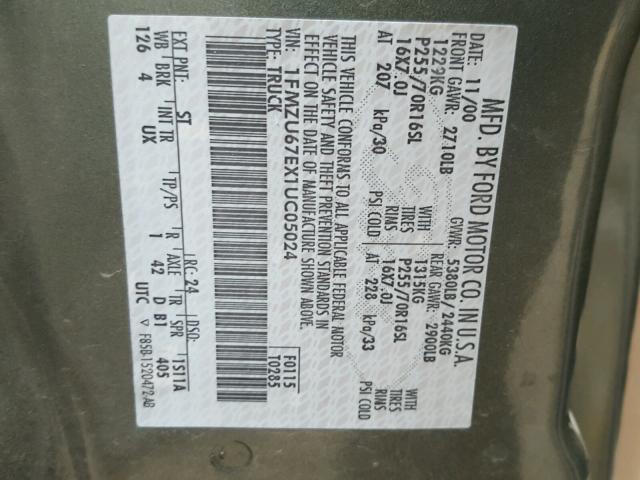 MFD. BY FORD MOTOR CO. IN U.S.A.
DATE: 11/00 GVWR: 5380LB/ 2440KG
FRONT GAWR: 2710LB REAR GAWR: 2900LB
1229KG WITH 1315KG WITH
P255/70R16SL TIRES P255/70R16SL TIRES
16X7.0J RIMS 16X7.0J RIMS
AT 207 kPa/30 PSI COLD AT 228 kPa/33 PSI COLD
THIS VEHICLE CONFORMS TO ALL APPLICABLE FEDERAL MOTOR
VEHICLE SAFETY AND THEFT PREVENTION STANDARDS IN
EFFECT ON THE DATE OF MANUFACTURE SHOWN ABOVE.
VIN: 1FMZU67EX1UC05024 F0115
TYPE: TRUCK T0285
EXT PNT: ST RC: 24 DSO:
WB BRK INT TR TP/PS R AXLE TR SPR TS11A
126 4 UX 1 42 D B1 405
UTC ▽ F85B-1520472-AB